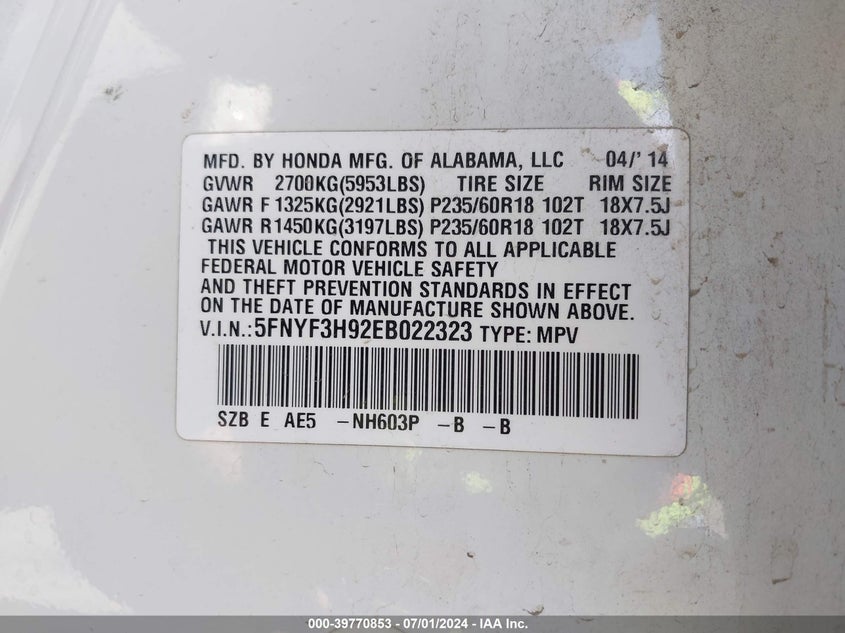 MFD. BY HONDA MFG. OF ALABAMA, LLC 04/'14
GVWR 2700KG(5953LBS) TIRE SIZE RIM SIZE
GAWR F 1325KG(2921LBS) P235/60R18 102T 18X7.5J
GAWR R1450KG(3197LBS) P235/60R18 102T 18X7.5J
THIS VEHICLE CONFORMS TO ALL APPLICABLE
FEDERAL MOTOR VEHICLE SAFETY
AND THEFT PREVENTION STANDARDS IN EFFECT
ON THE DATE OF MANUFACTURE SHOWN ABOVE.
V.I.N.:5FNYF3H92EB022323 TYPE: MPV
SZB E AE5 -NH603P -B -B
000-39770853 - 07/01/2024 - IAA Inc.